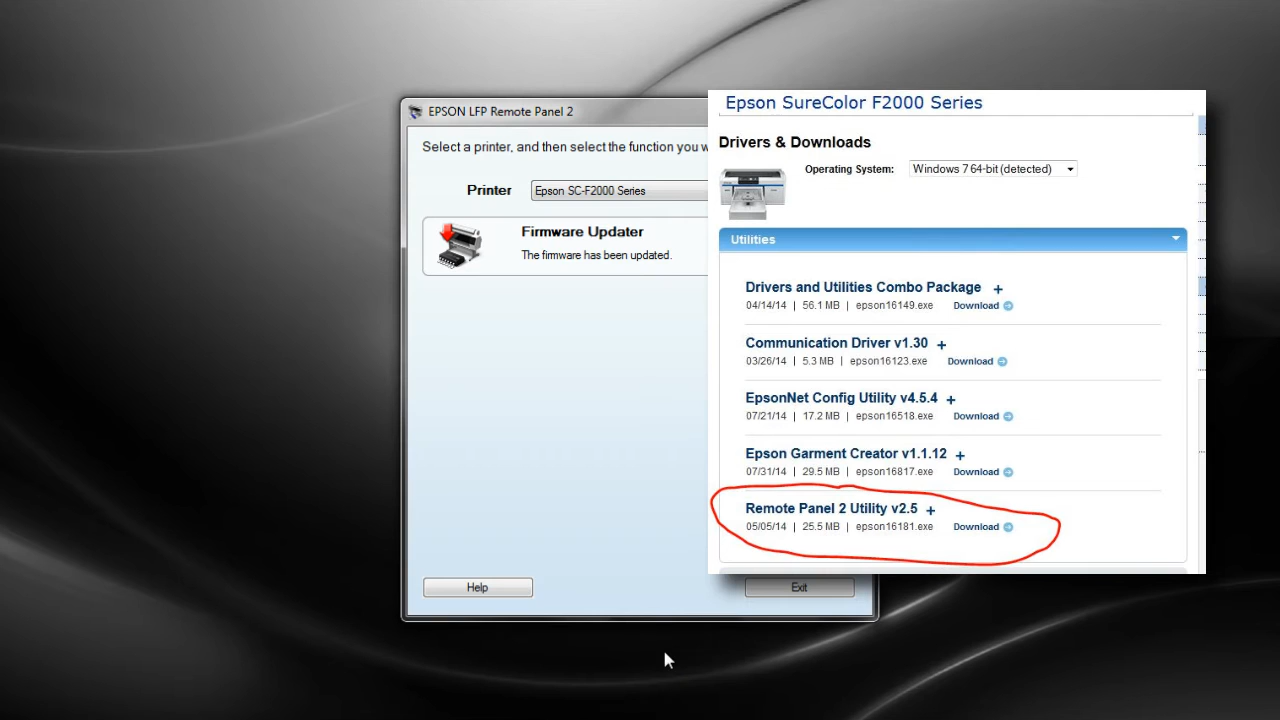 EPSON LFP Remote Panel 2
Select a printer, and then select the function you w
Printer
Epson SC-F2000 Series
Firmware Updater
The firmware has been updated.
Help
Exit
Epson SureColor F2000 Series
Drivers & Downloads
Operating System: Windows 7 64-bit (detected)
Utilities
Drivers and Utilities Combo Package +
04/14/14 | 56.1 MB | epson16149.exe Download
Communication Driver v1.30 +
03/26/14 | 5.3 MB | epson16123.exe Download
EpsonNet Config Utility v4.5.4 +
07/21/14 | 17.2 MB | epson16518.exe Download
Epson Garment Creator v1.1.12 +
07/31/14 | 29.5 MB | epson16817.exe Download
Remote Panel 2 Utility v2.5 +
05/05/14 | 25.5 MB | epson16181.exe Download